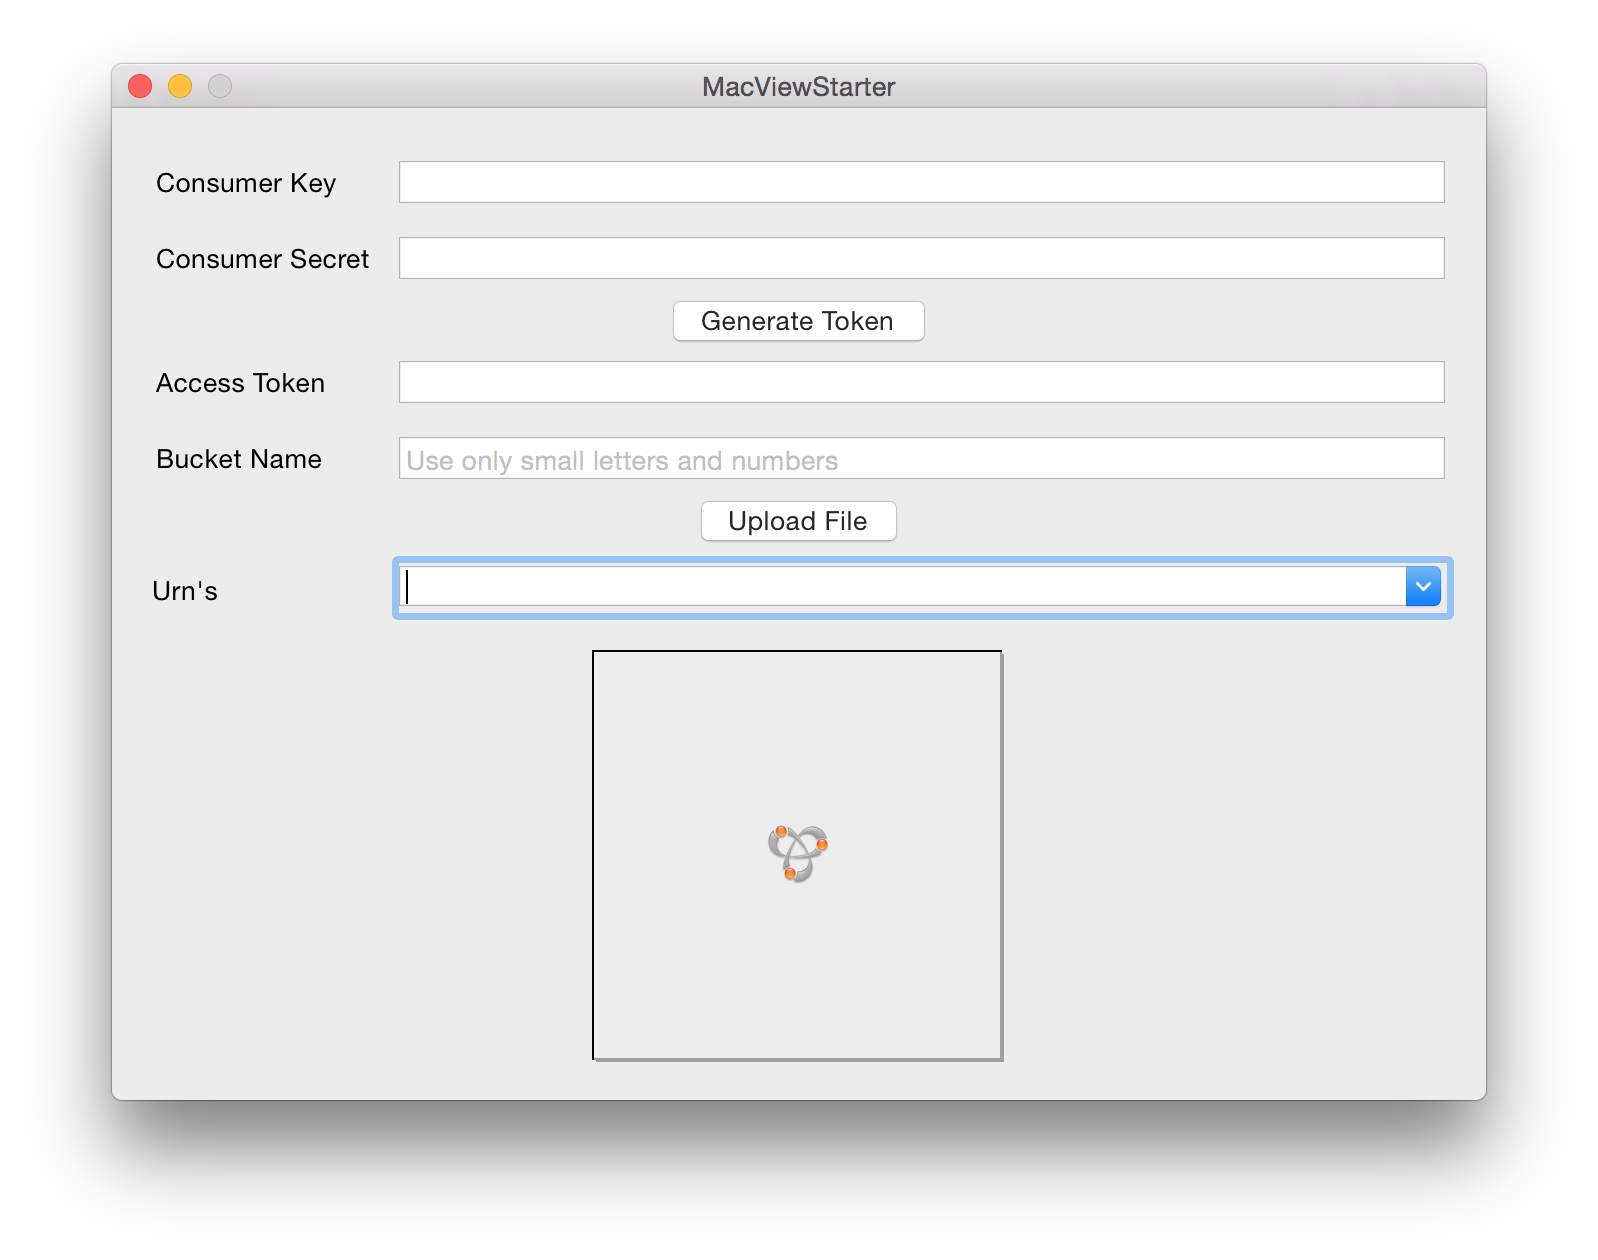 MacViewStarter
Consumer Key
Consumer Secret
Generate Token
Access Token
Bucket Name
Use only small letters and numbers
Upload File
Urn's